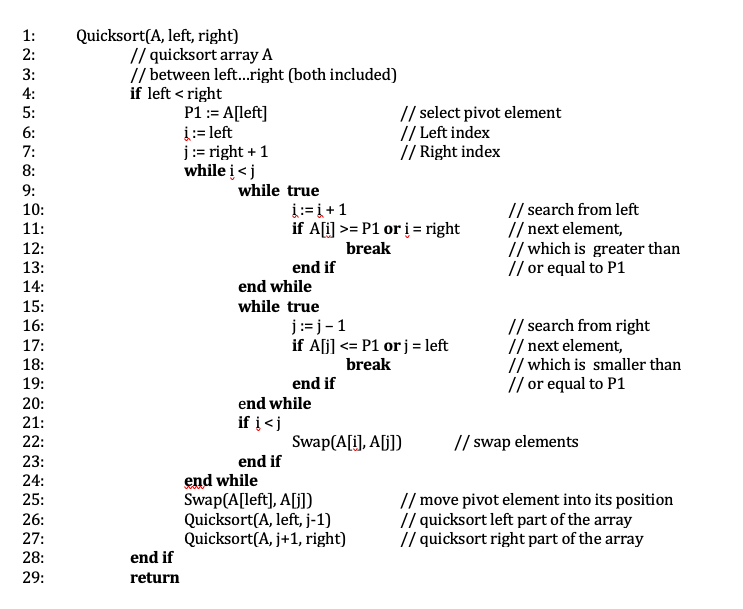 1: Quicksort(A, left, right)
2: // quicksort array A
3: // between left...right (both included)
4: if left < right
5: P1 := A[left] // select pivot element
6: i := left // Left index
7: j := right + 1 // Right index
8: while i < j
9: while true
10: i := i + 1 // search from left
11: if A[i] >= P1 or i = right // next element,
12: break // which is greater than
13: end if // or equal to P1
14: end while
15: while true
16: j := j – 1 // search from right
17: if A[j] <= P1 or j = left // next element,
18: break // which is smaller than
19: end if // or equal to P1
20: end while
21: if i < j
22: Swap(A[i], A[j]) // swap elements
23: end if
24: end while
25: Swap(A[left], A[j]) // move pivot element into its position
26: Quicksort(A, left, j-1) // quicksort left part of the array
27: Quicksort(A, j+1, right) // quicksort right part of the array
28: end if
29: return